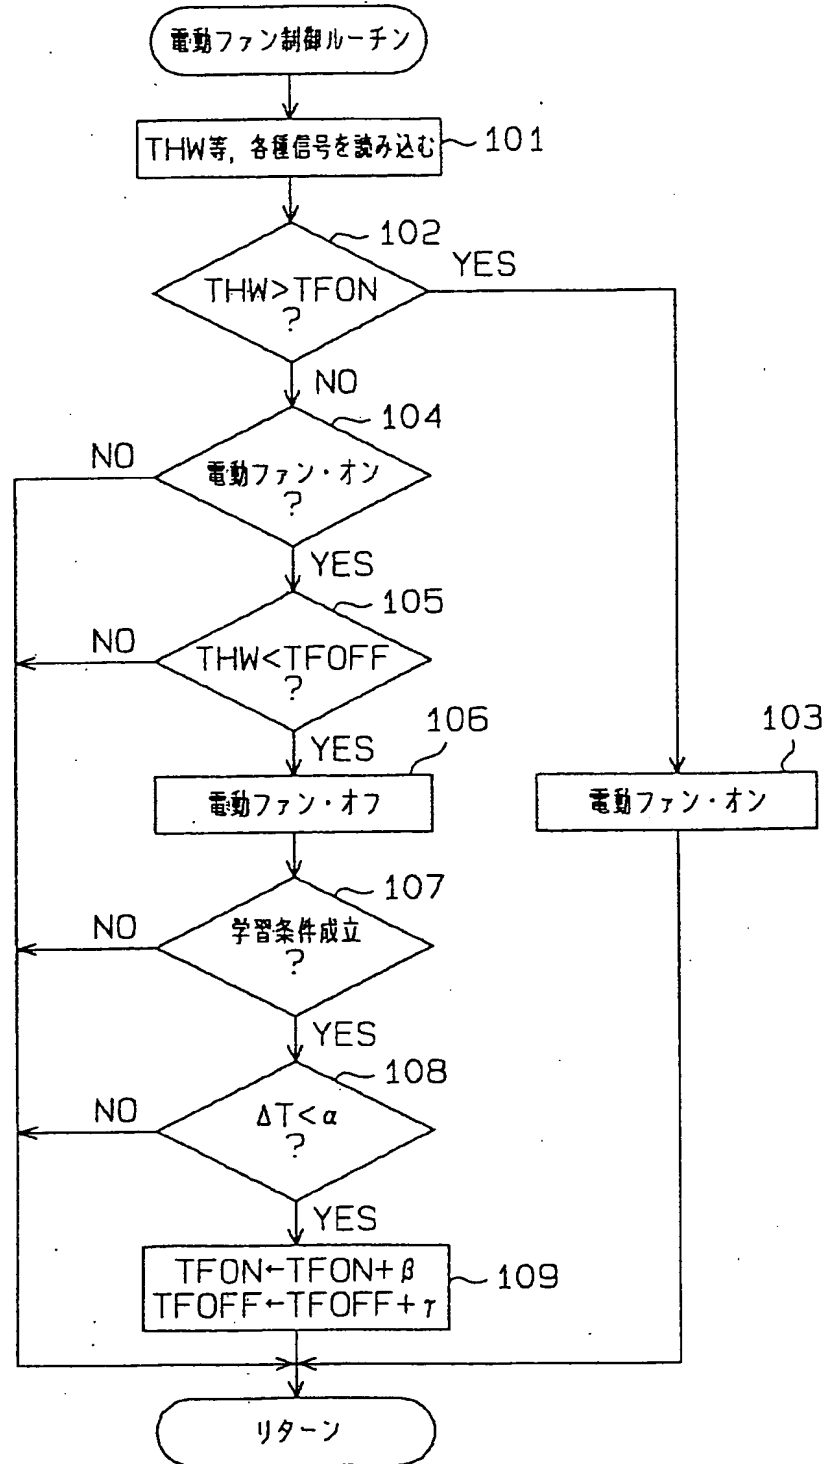 電動ファン制御ルーチン
THW等,各種信号を読み込む
101
102
THW>TFON
?
YES
NO
104
電動ファン・オン
?
NO
YES
105
THW<TFOFF
?
NO
YES
106
電動ファン・オフ
103
電動ファン・オン
107
学習条件成立
?
NO
YES
108
ΔT<α
?
NO
YES
TFON←TFON+β
TFOFF←TFOFF+γ
109
リターン